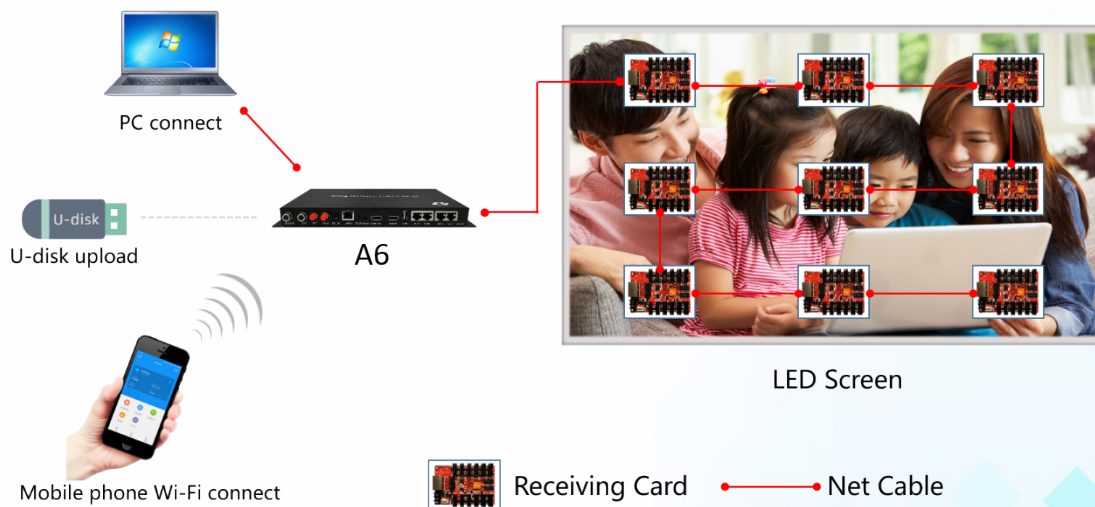 PC connect
U-disk
U-disk upload
A6
Mobile phone Wi-Fi connect
LED Screen
Receiving Card
Net Cable